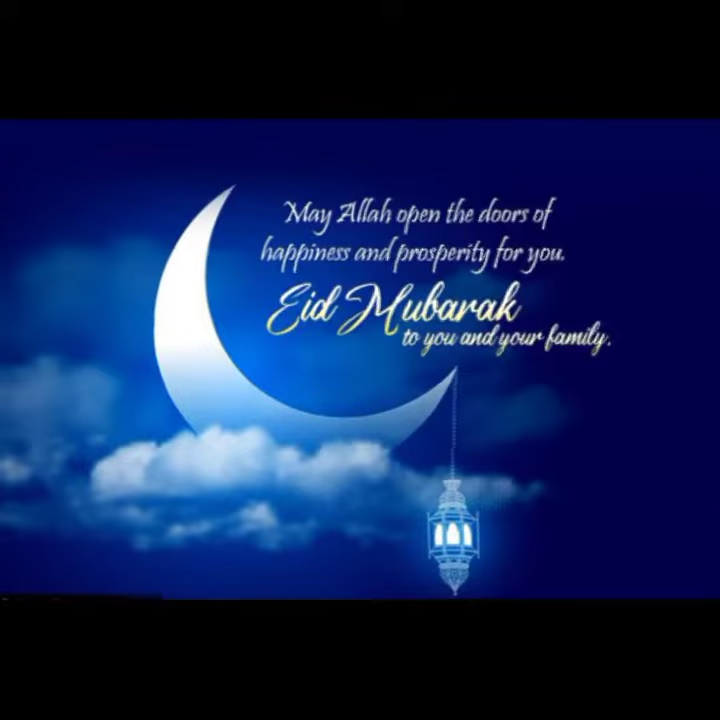 May Allah open the doors of
happiness and prosperity for you.
Eid Mubarak
to you and your family.